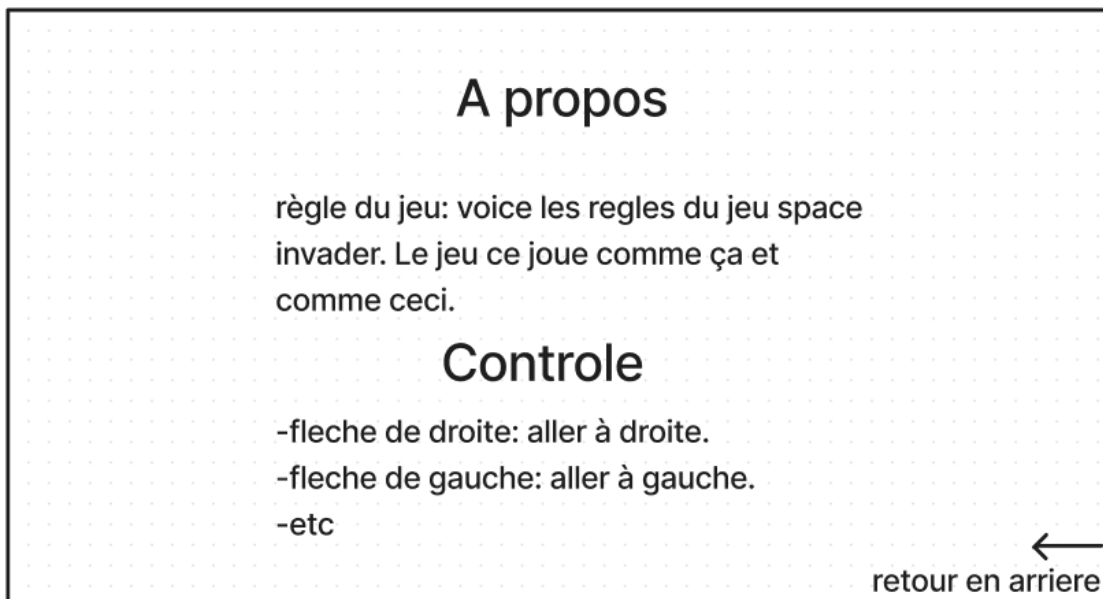 A propos
règle du jeu: voice les regles du jeu space
invader. Le jeu ce joue comme ça et
comme ceci.
Controle
-fleche de droite: aller à droite.
-fleche de gauche: aller à gauche.
-etc
retour en arriere